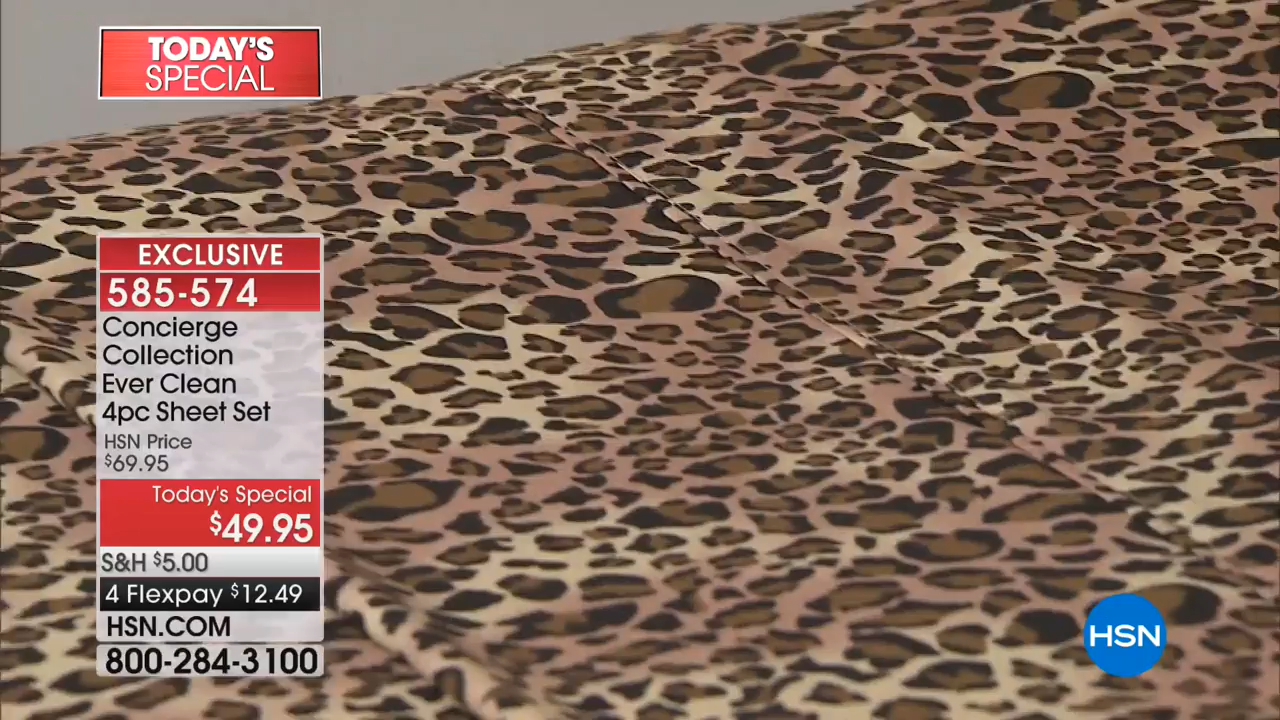 TODAY'S
SPECIAL
EXCLUSIVE
585-574
Concierge
Collection
Ever Clean
4pc Sheet Set
HSN Price
$69.95
Today's Special
$49.95
S&H $5.00
4 Flexpay $12.49
HSN.COM
800-284-3100
HSN